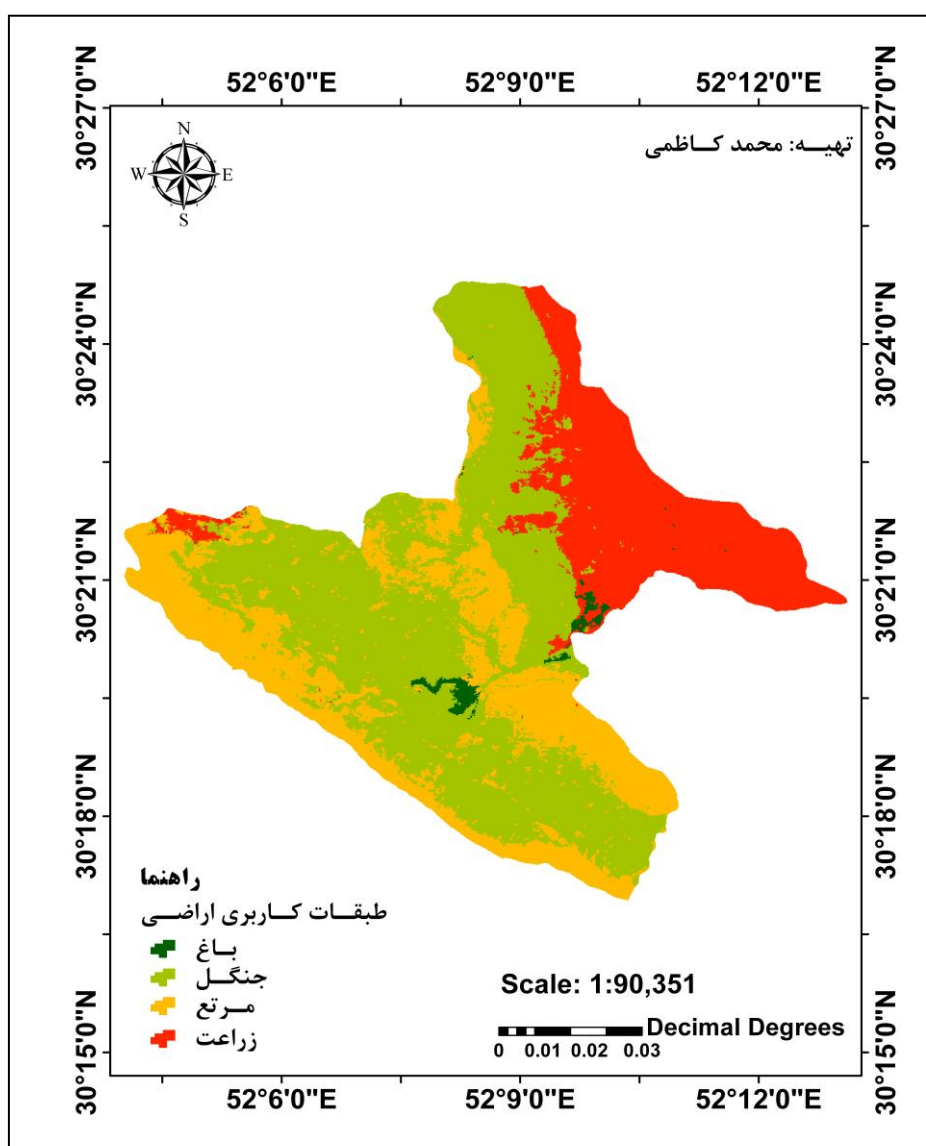 52°6'0"E 52°9'0"E 52°12'0"E
30°27'0"N 30°27'0"N
N
W E
S
تهیه: محمد کاظمی
30°24'0"N 30°24'0"N
30°21'0"N 30°21'0"N
30°18'0"N 30°18'0"N
راهنما
طبقات کاربری اراضی
باغ
جنگل
مرتع
زراعت
Scale: 1:90,351
Decimal Degrees
0 0.01 0.02 0.03
30°15'0"N 30°15'0"N
52°6'0"E 52°9'0"E 52°12'0"E